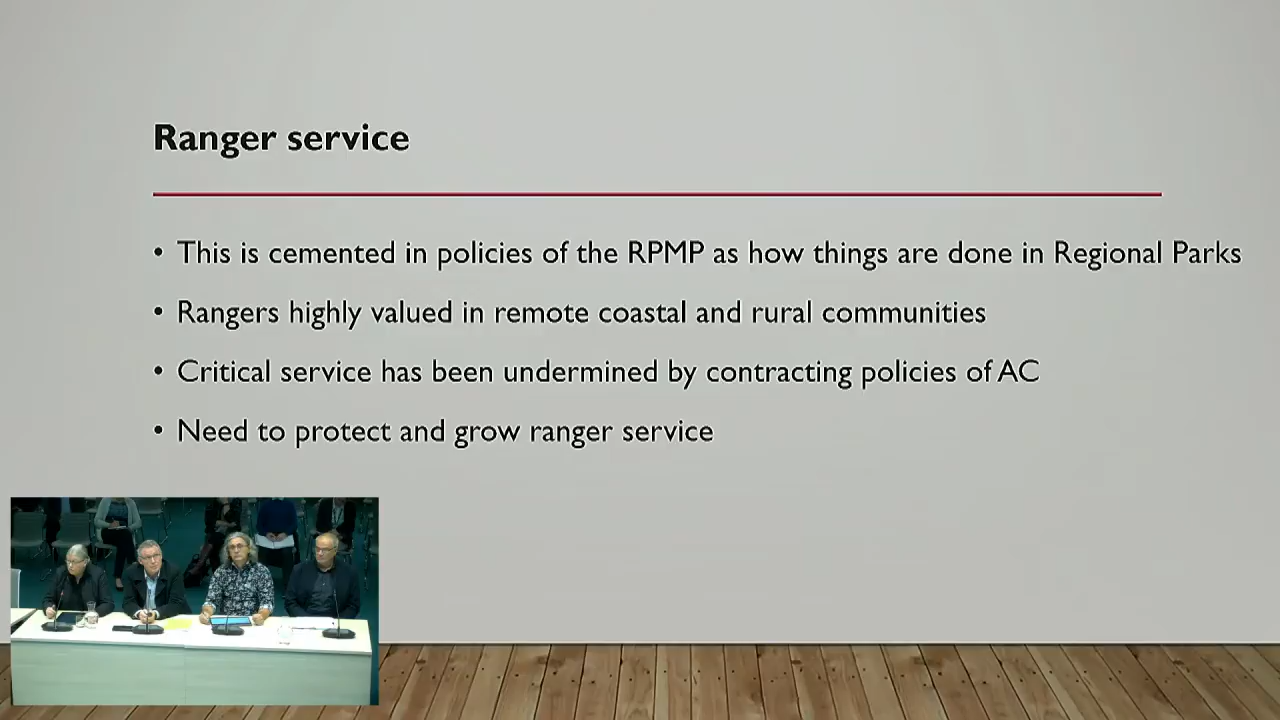 Ranger service
• This is cemented in policies of the RPMP as how things are done in Regional Parks
• Rangers highly valued in remote coastal and rural communities
• Critical service has been undermined by contracting policies of AC
• Need to protect and grow ranger service